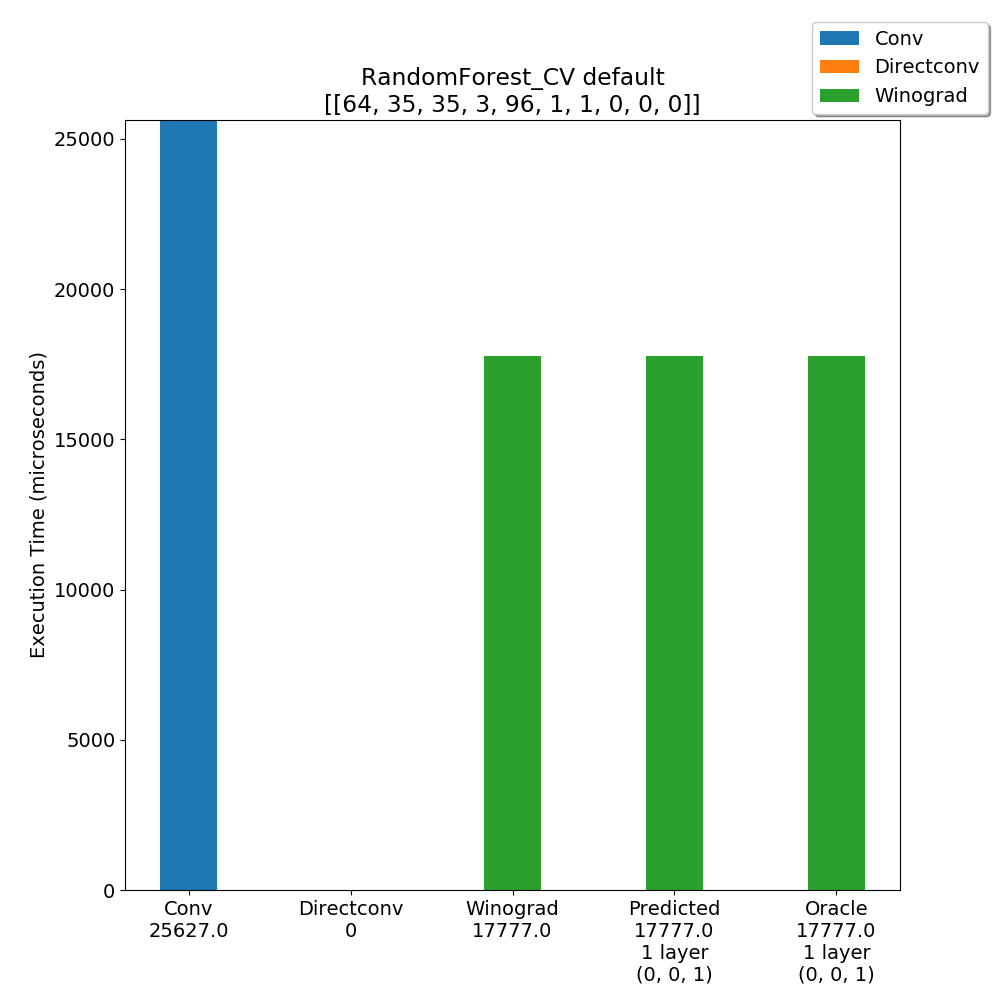 Conv
Directconv
Winograd
RandomForest_CV default
[[64, 35, 35, 3, 96, 1, 1, 0, 0, 0]]
Execution Time (microseconds)
25000
20000
15000
10000
5000
0
Conv
25627.0
Directconv
0
Winograd
17777.0
Predicted
17777.0
1 layer
(0, 0, 1)
Oracle
17777.0
1 layer
(0, 0, 1)